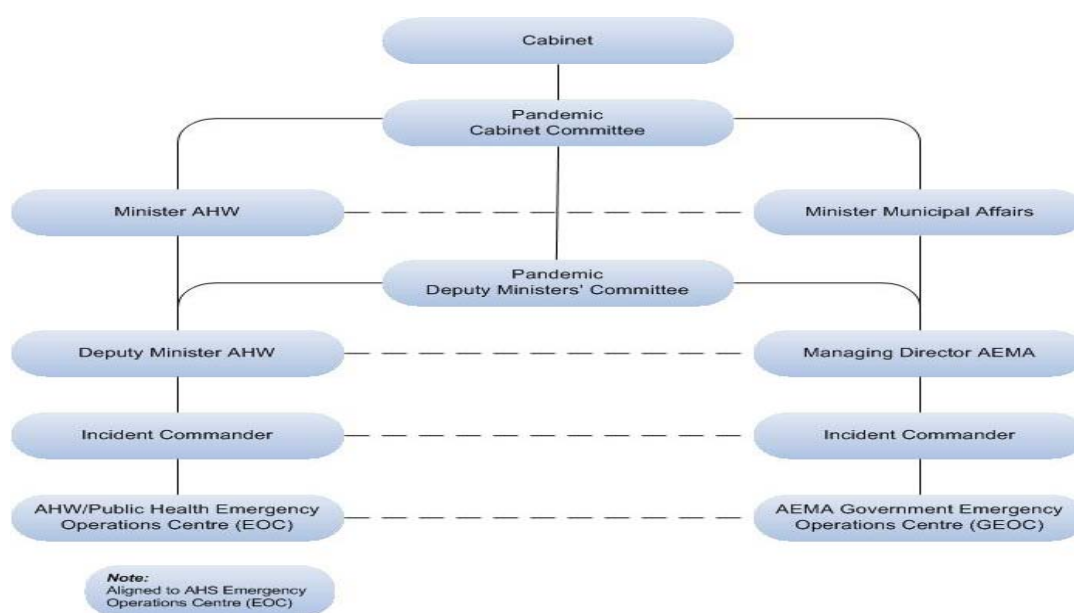 Cabinet
Pandemic
Cabinet Committee
Minister AHW
Minister Municipal Affairs
Pandemic
Deputy Ministers' Committee
Deputy Minister AHW
Managing Director AEMA
Incident Commander
Incident Commander
AHW/Public Health Emergency
Operations Centre (EOC)
AEMA Government Emergency
Operations Centre (GEOC)
Note:
Aligned to AHS Emergency
Operations Centre (EOC)